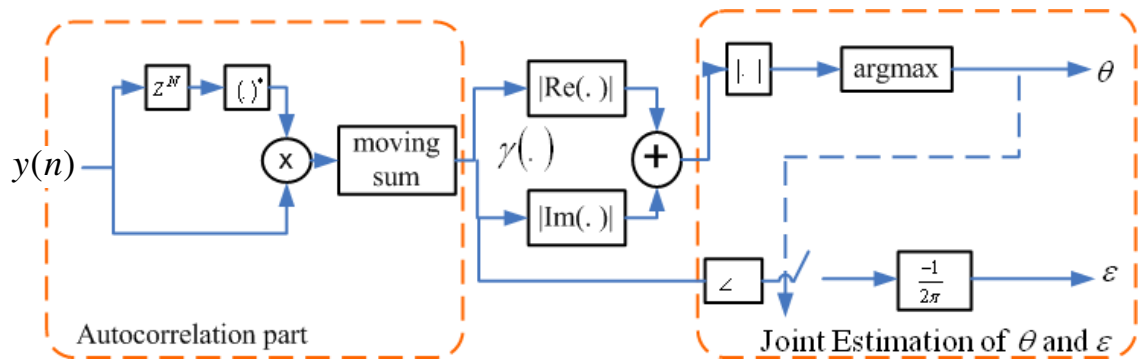 y(n)
z^N
( )*
x
moving
sum
γ(.)
|Re(. )|
|Im(. )|
+
|. |
argmax
θ
∠
-1
2π
ε
Autocorrelation part
Joint Estimation of θ and ε